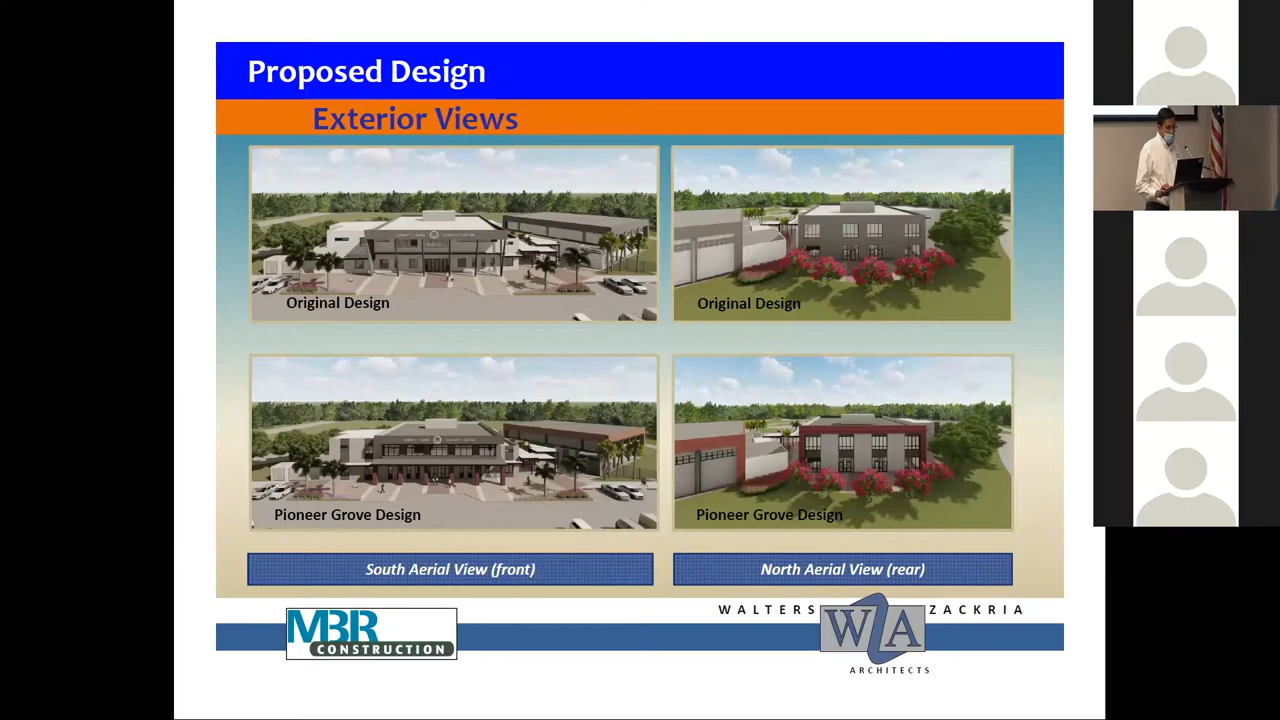 Proposed Design
Exterior Views
Original Design
Original Design
Pioneer Grove Design
Pioneer Grove Design
South Aerial View (front)
North Aerial View (rear)
MBR
CONSTRUCTION
WALTERS
WZA
ZACKRIA
ARCHITECTS